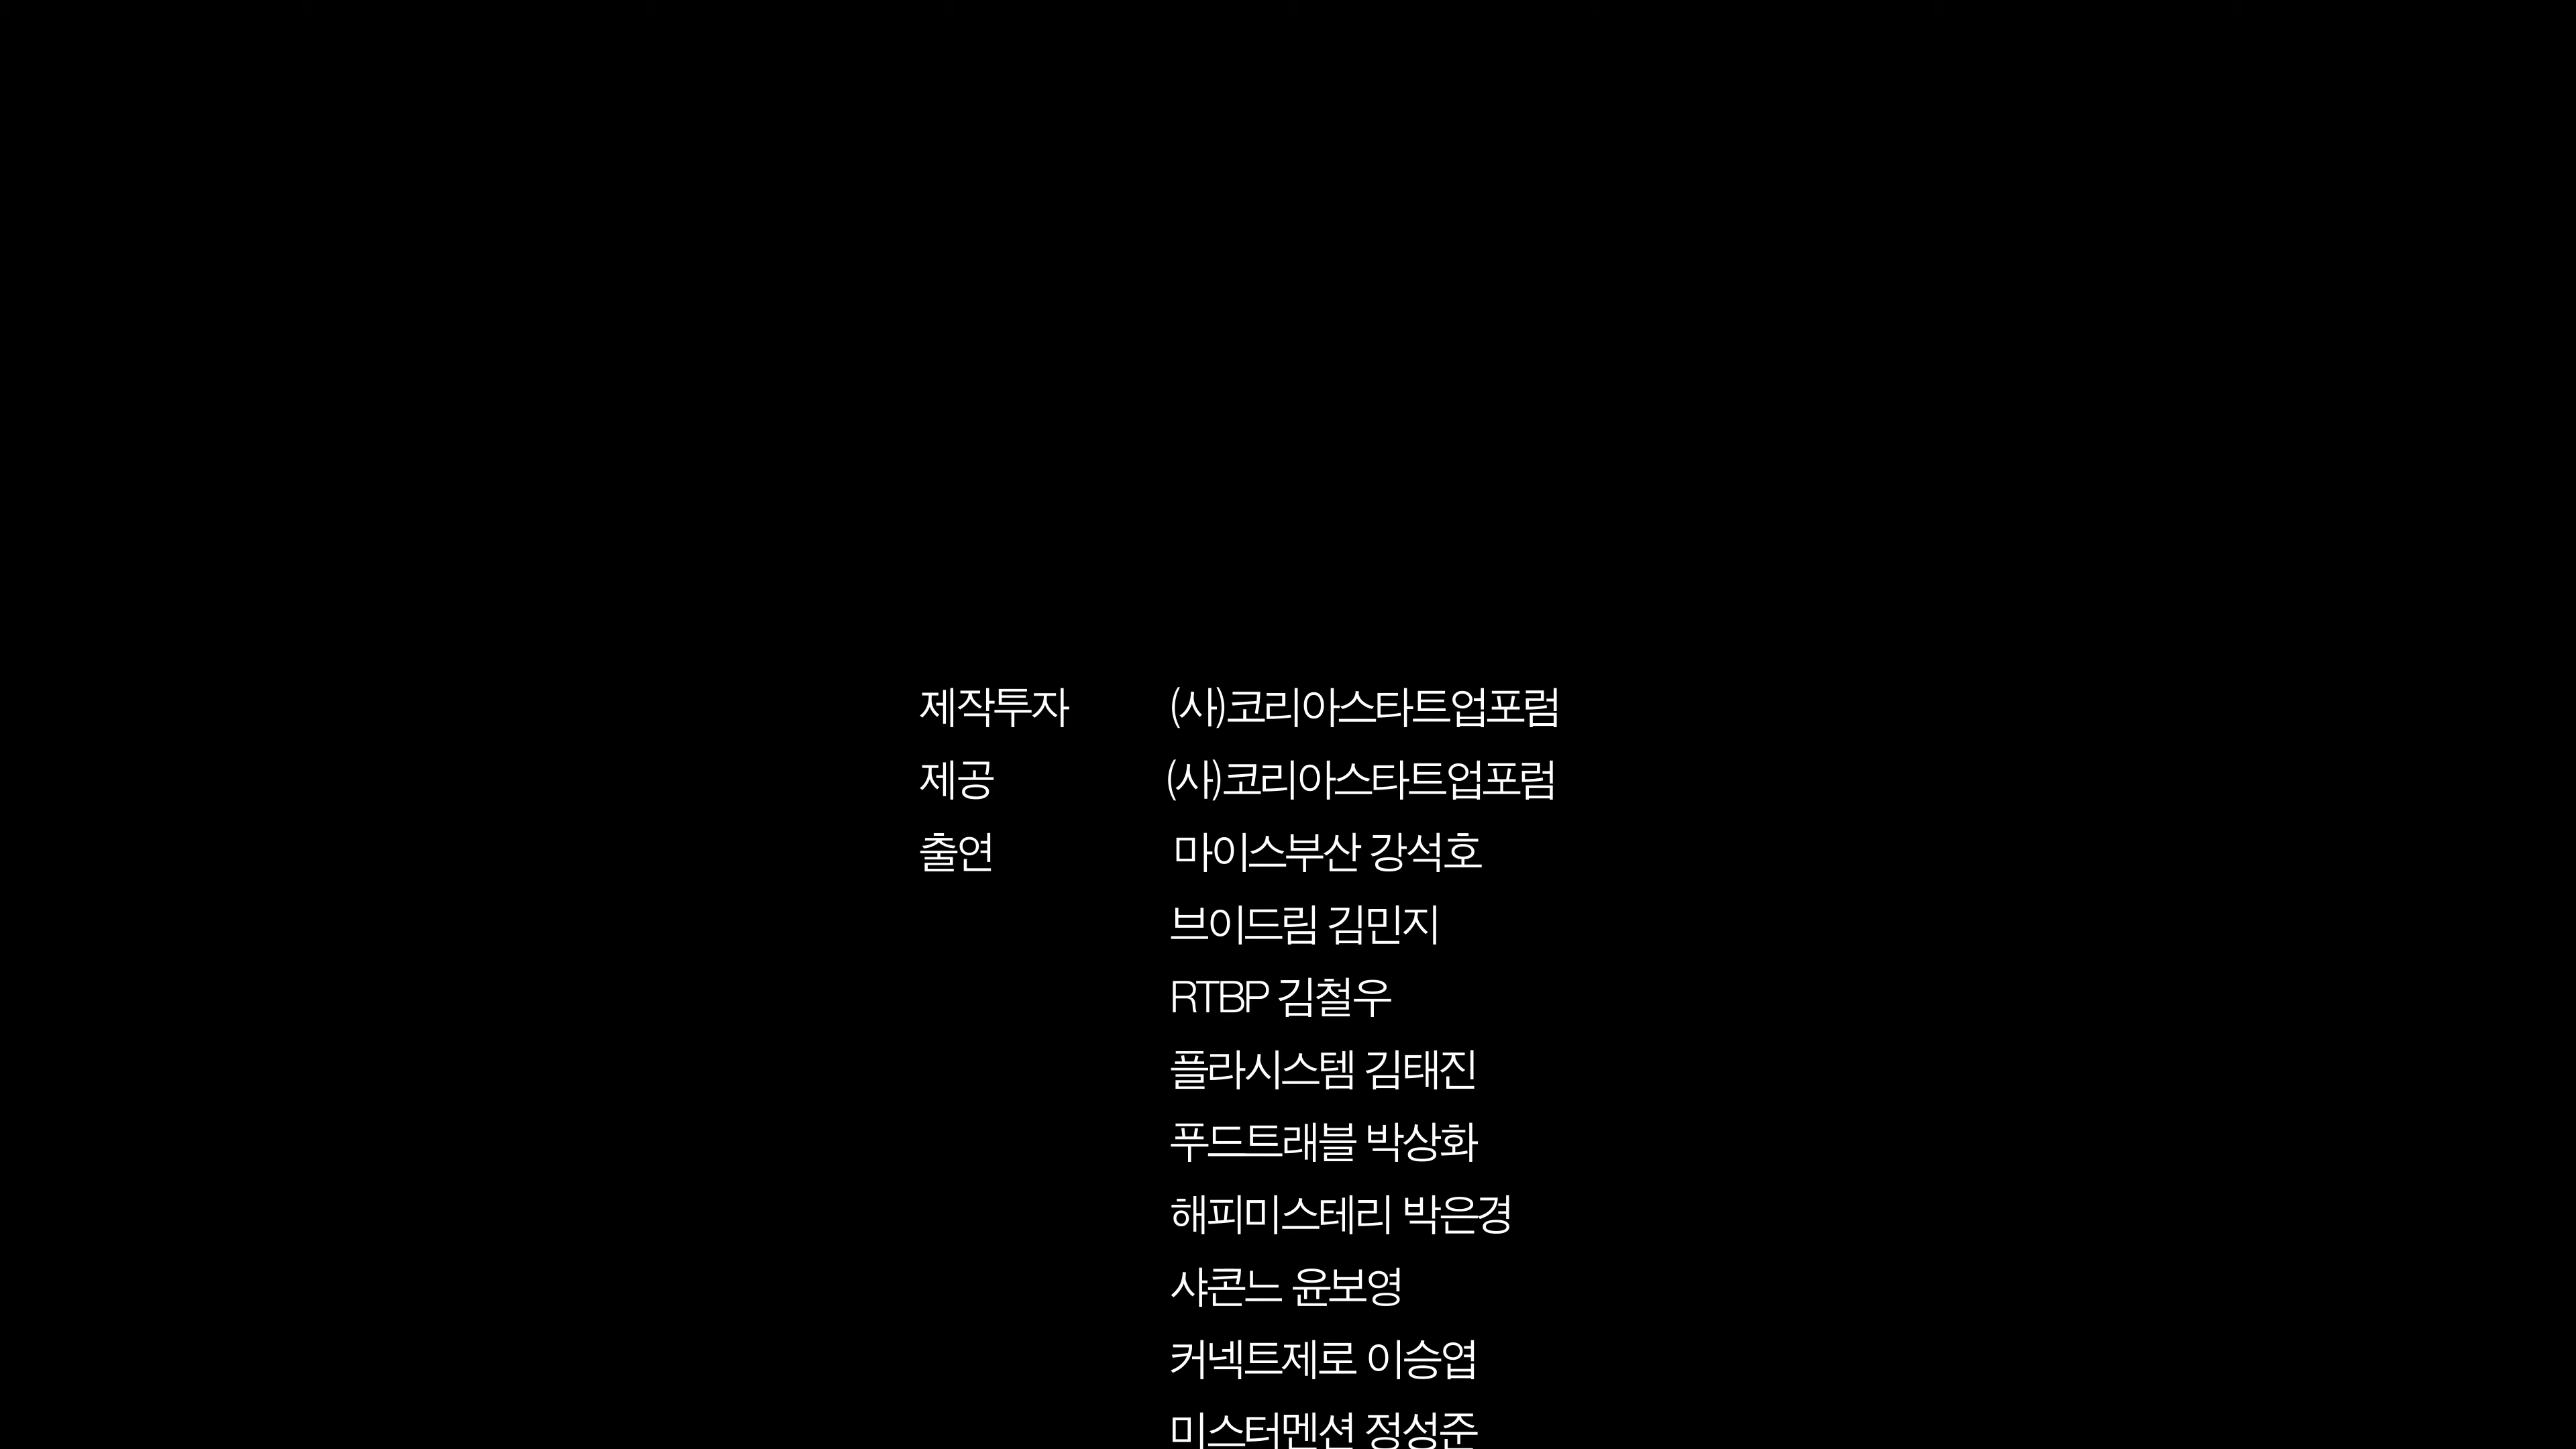 제작투자 (사)코리아스타트업포럼
제공 (사)코리아스타트업포럼
출연 마이스부산 강석호
브이드림 김민지
RTBP 김철우
플라시스템 김태진
푸드트래블 박상화
해피미스테리 박은경
샤콘느 윤보영
커넥트제로 이승엽
미스터멘션 정성준